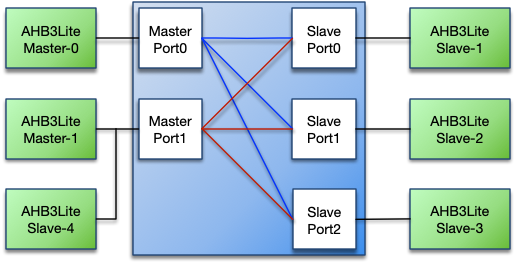 AHB3Lite
Master-0
Master
Port0
Slave
Port0
AHB3Lite
Slave-1
AHB3Lite
Master-1
Master
Port1
Slave
Port1
AHB3Lite
Slave-2
AHB3Lite
Slave-4
Slave
Port2
AHB3Lite
Slave-3